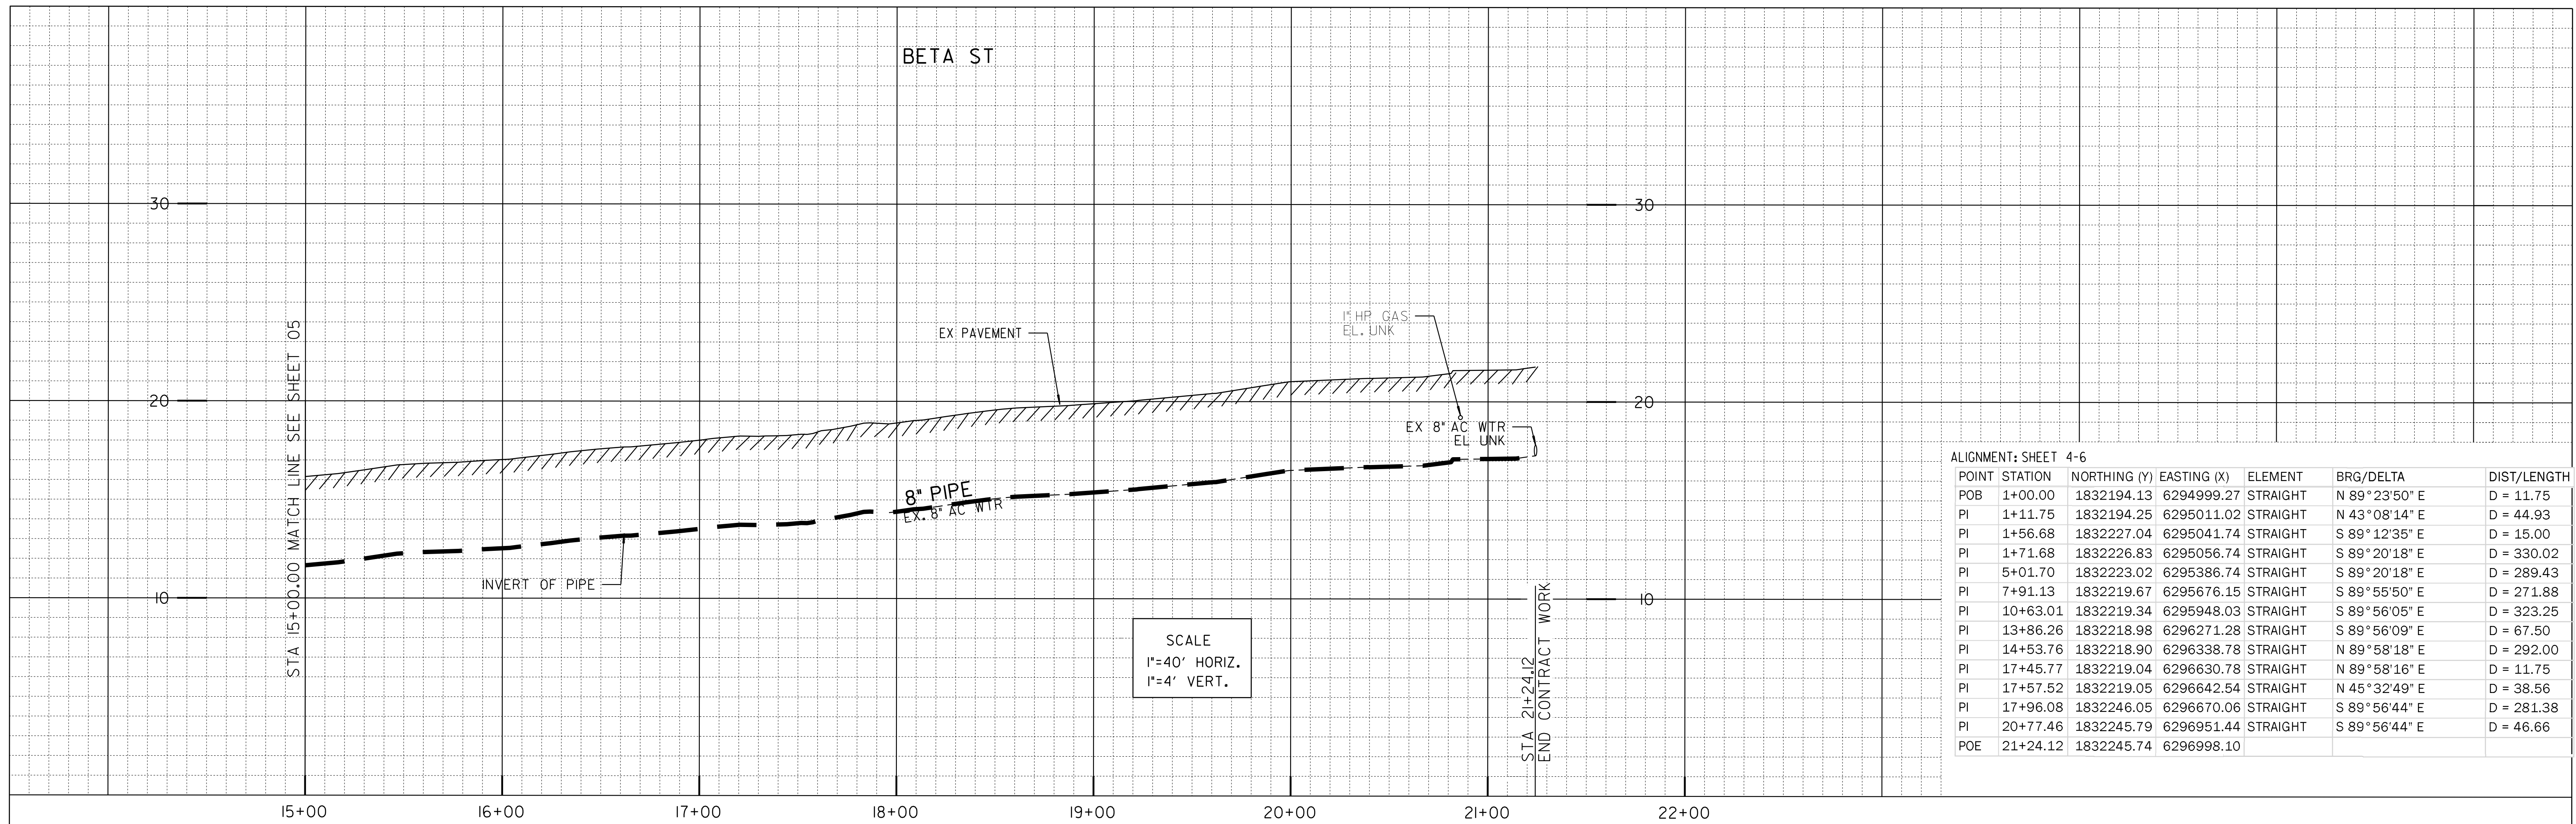 BETA ST
30
30
1" HP GAS
EL. UNK
EX PAVEMENT
20
20
EX 8" AC WTR
EL UNK
8" PIPE
EX. 8" AC WTR
INVERT OF PIPE
10
10
STA 15+00.00 MATCH LINE SEE SHEET 05
SCALE
1"=40' HORIZ.
1"=4' VERT.
STA 21+24.12
END CONTRACT WORK
15+00 16+00 17+00 18+00 19+00 20+00 21+00 22+00
ALIGNMENT: SHEET 4-6
POINT STATION NORTHING (Y) EASTING (X) ELEMENT BRG/DELTA DIST/LENGTH
POB 1+00.00 1832194.13 6294999.27 STRAIGHT N 89°23'50" E D = 11.75
PI 1+11.75 1832194.25 6295011.02 STRAIGHT N 43°08'14" E D = 44.93
PI 1+56.68 1832227.04 6295041.74 STRAIGHT S 89°12'35" E D = 15.00
PI 1+71.68 1832226.83 6295056.74 STRAIGHT S 89°20'18" E D = 330.02
PI 5+01.70 1832223.02 6295386.74 STRAIGHT S 89°20'18" E D = 289.43
PI 7+91.13 1832219.67 6295676.15 STRAIGHT S 89°55'50" E D = 271.88
PI 10+63.01 1832219.34 6295948.03 STRAIGHT S 89°56'05" E D = 323.25
PI 13+86.26 1832218.98 6296271.28 STRAIGHT S 89°56'09" E D = 67.50
PI 14+53.76 1832218.90 6296338.78 STRAIGHT N 89°58'18" E D = 292.00
PI 17+45.77 1832219.04 6296630.78 STRAIGHT N 89°58'16" E D = 11.75
PI 17+57.52 1832219.05 6296642.54 STRAIGHT N 45°32'49" E D = 38.56
PI 17+96.08 1832246.05 6296670.06 STRAIGHT S 89°56'44" E D = 281.38
PI 20+77.46 1832245.79 6296951.44 STRAIGHT S 89°56'44" E D = 46.66
POE 21+24.12 1832245.74 6296998.10